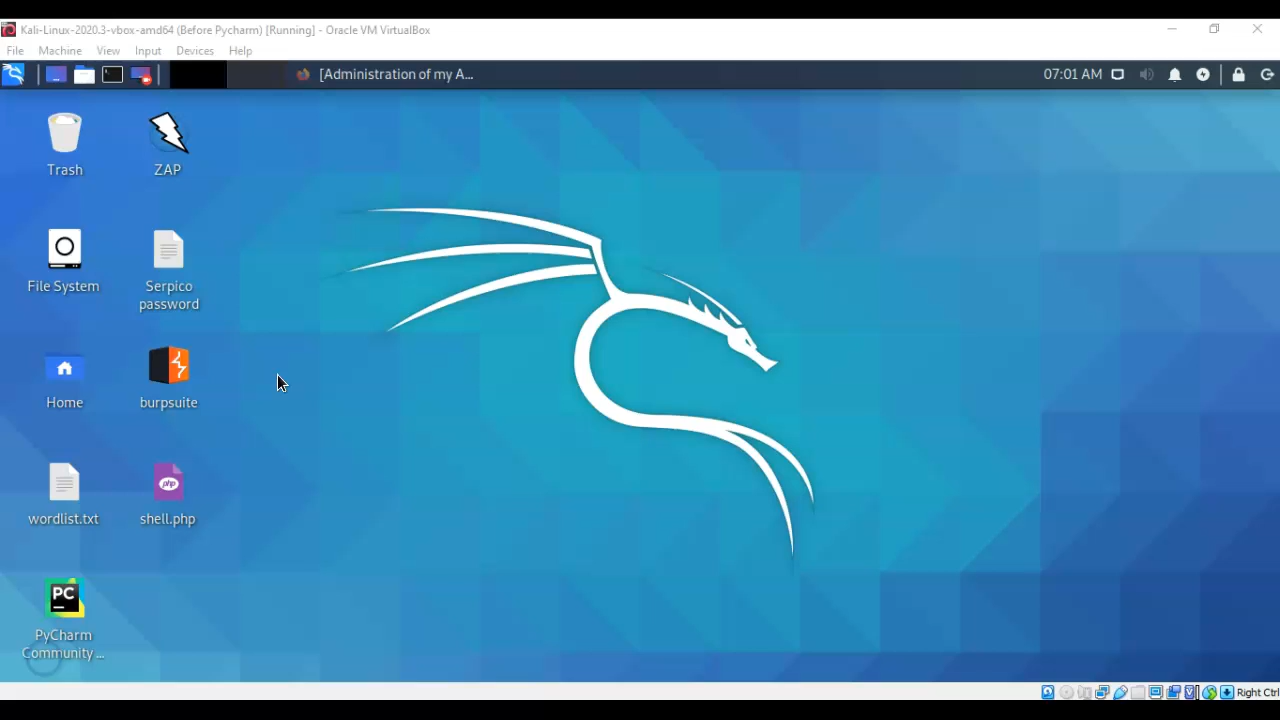 Kali-Linux-2020.3-vbox-amd64 (Before Pycharm) [Running] - Oracle VM VirtualBox
File Machine View Input Devices Help
[Administration of my A... 07:01 AM
Trash ZAP
File System Serpico
password
Home burpsuite
php
wordlist.txt shell.php
PC
PyCharm
Community ...
Right Ctrl